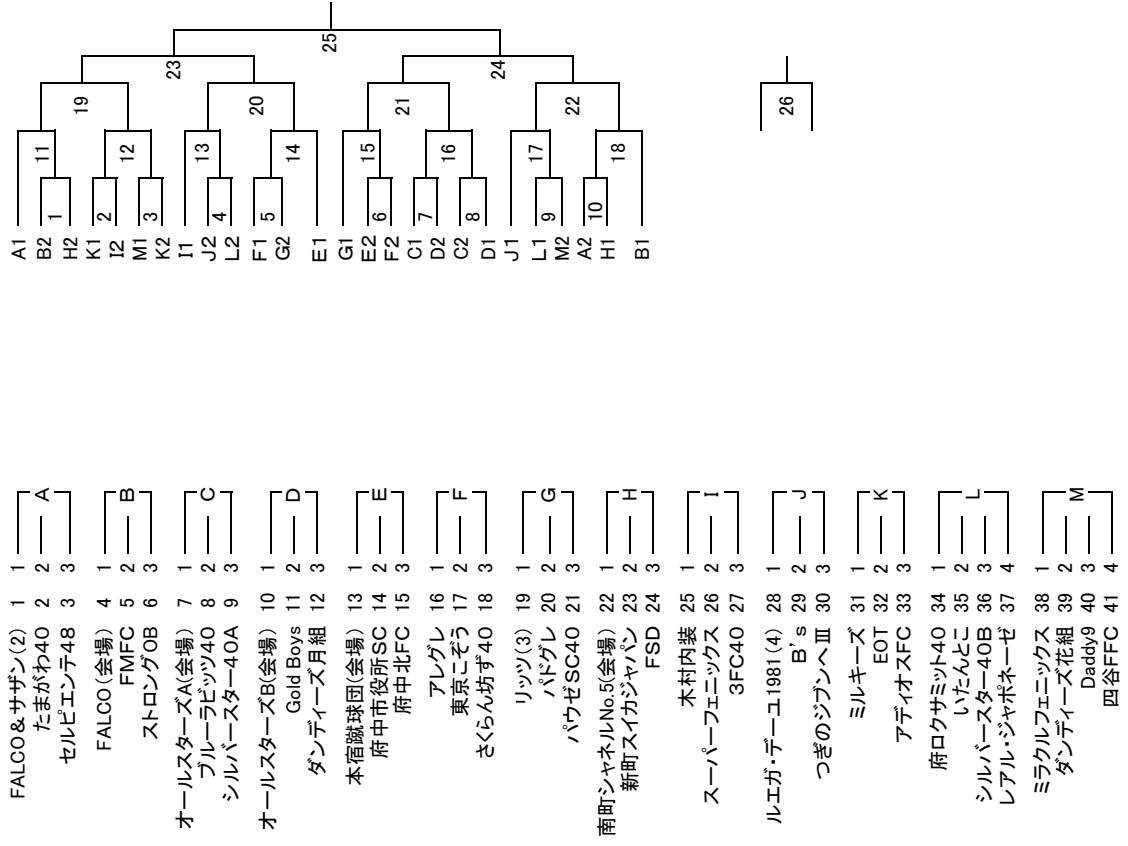 25
23
24
19
20
21
22
26
11
12
13
14
15
16
17
18
1
2
3
4
5
6
7
8
9
10
A1
B2
H2
K1
I2
M1
K2
I1
J2
L2
F1
G2
E1
G1
E2
F2
C1
D2
C2
D1
J1
L1
M2
A2
H1
B1
A
B
C
D
E
F
G
H
I
J
K
L
M
FALCO&サザン(2) 1 1
たまがわ40 2 2
セルピエンテ48 3 3
FALCO(会場) 4 1
FMFC 5 2
ストロングOB 6 3
オールスターズA(会場) 7 1
ブルーラビッツ40 8 2
シルバースター40A 9 3
オールスターズB(会場) 10 1
Gold Boys 11 2
ダンディーズ月組 12 3
本宿蹴球団(会場) 13 1
府中市役所SC 14 2
府中北FC 15 3
アレグレ 16 1
東京こぞう 17 2
さくらん坊ず40 18 3
リッツ(3) 19 1
パドグレ 20 2
パウゼSC40 21 3
南町シャネルNo.5(会場) 22 1
新町スイカジャパン 23 2
FSD 24 3
木村内装 25 1
スーパーフェニックス 26 2
3FC40 27 3
ルエガ・デーユ1981(4) 28 1
B's 29 2
つぎのジブンへⅢ 30 3
ミルキーズ 31 1
EOT 32 2
アディオスFC 33 3
府ロクサミット40 34 1
いたんとこ 35 2
シルバースター40B 36 3
レアル・ジャポネーゼ 37 4
ミラクルフェニックス 38 1
ダンディーズ花組 39 2
Daddy9 40 3
四谷FFC 41 4